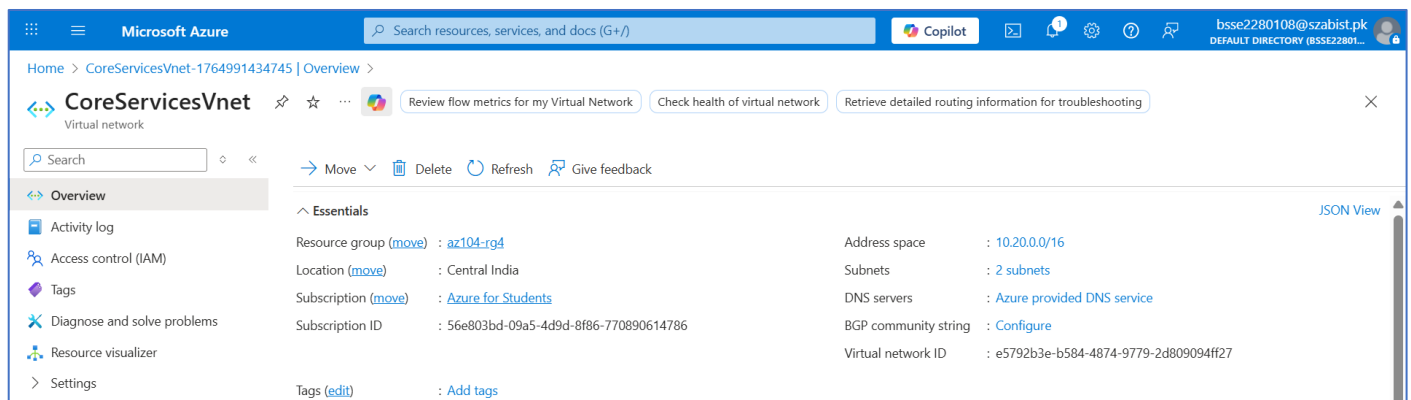 Microsoft Azure
Search resources, services, and docs (G+/)
Copilot
1
bsse2280108@szabist.pk
DEFAULT DIRECTORY (BSSE22801...
Home > CoreServicesVnet-1764991434745 | Overview >
CoreServicesVnet
Virtual network
Review flow metrics for my Virtual Network
Check health of virtual network
Retrieve detailed routing information for troubleshooting
Search
Overview
Activity log
Access control (IAM)
Tags
Diagnose and solve problems
Resource visualizer
Settings
Move
Delete
Refresh
Give feedback
Essentials
JSON View
Resource group (move) : az104-rg4
Location (move) : Central India
Subscription (move) : Azure for Students
Subscription ID : 56e803bd-09a5-4d9d-8f86-770890614786
Address space : 10.20.0.0/16
Subnets : 2 subnets
DNS servers : Azure provided DNS service
BGP community string : Configure
Virtual network ID : e5792b3e-b584-4874-9779-2d809094ff27
Tags (edit) : Add tags